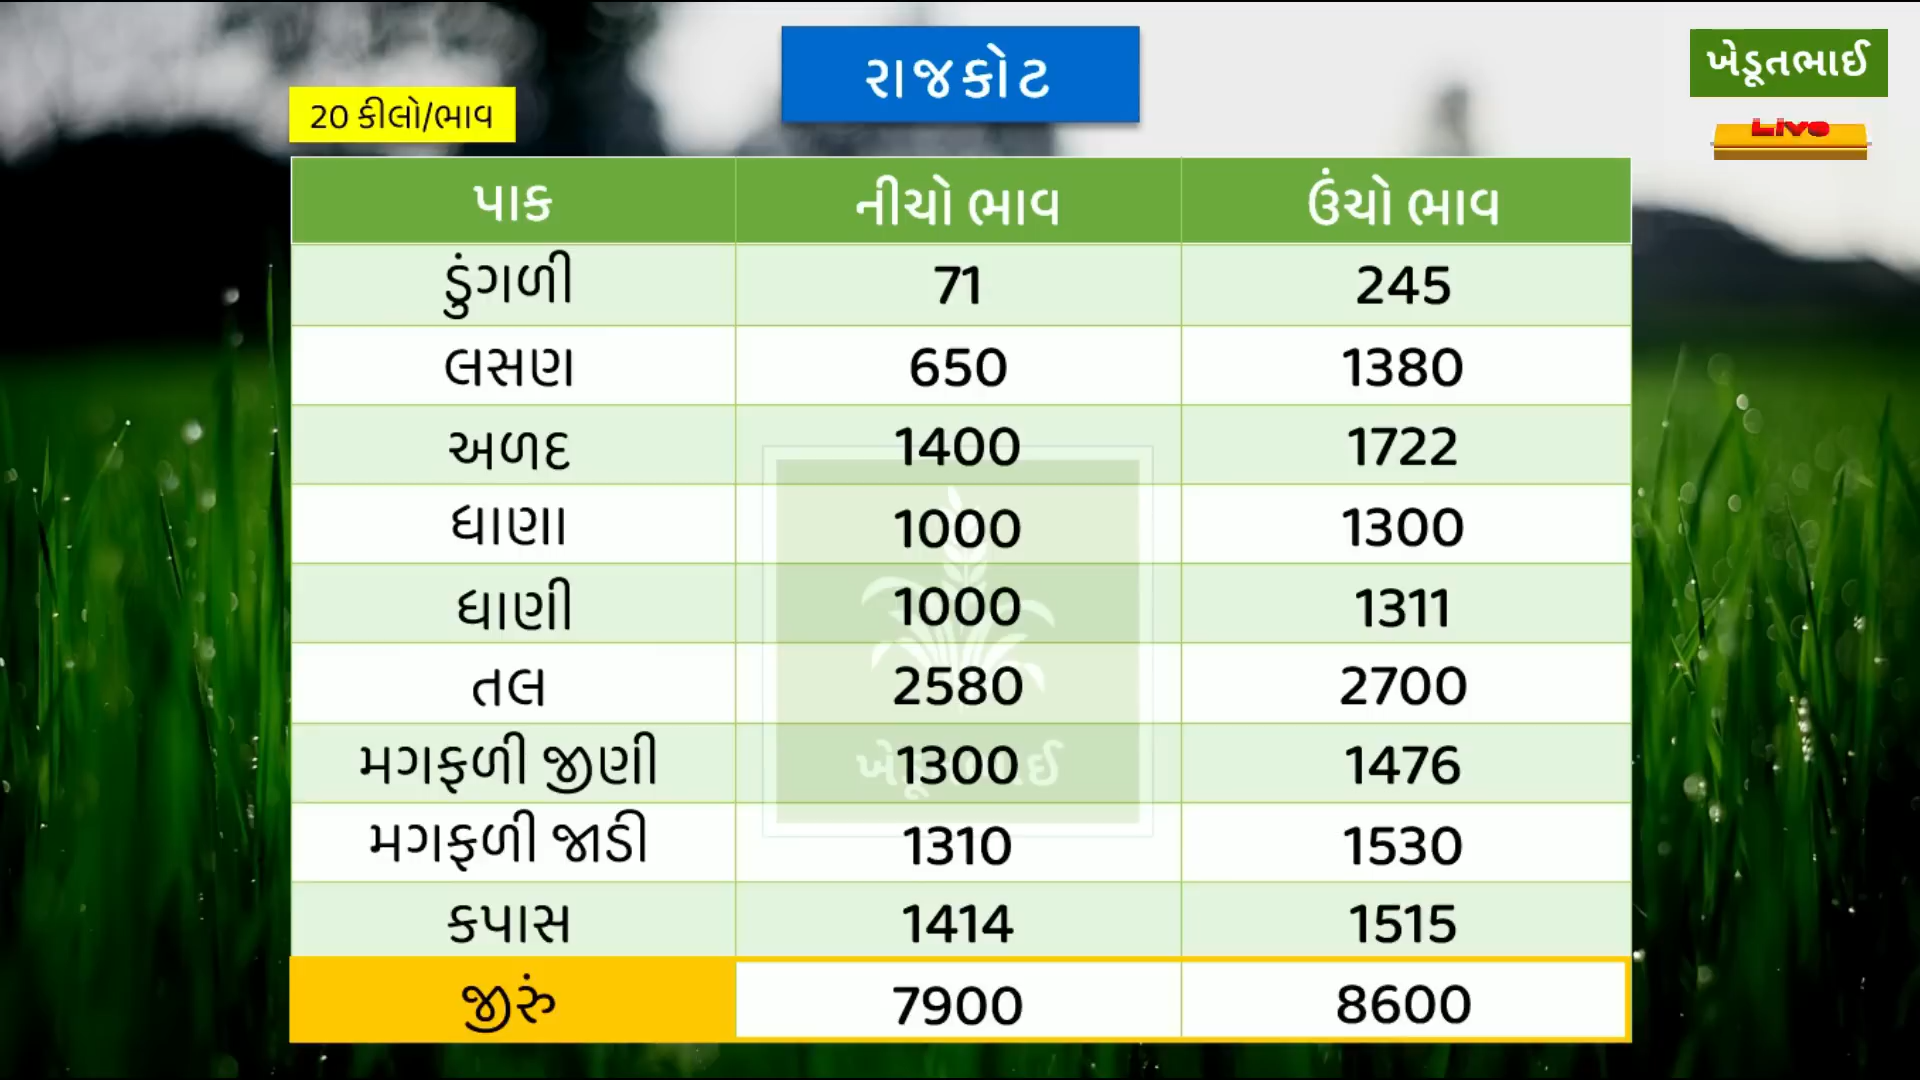 રાજકોટ
ખેડૂતભાઈ
Live
20 કીલો/ભાવ
પાક નીચો ભાવ ઉંચો ભાવ
ડુંગળી 71 245
લસણ 650 1380
અળદ 1400 1722
ધાણા 1000 1300
ધાણી 1000 1311
તલ 2580 2700
મગફળી જીણી 1300 1476
મગફળી જાડી 1310 1530
કપાસ 1414 1515
જીરું 7900 8600